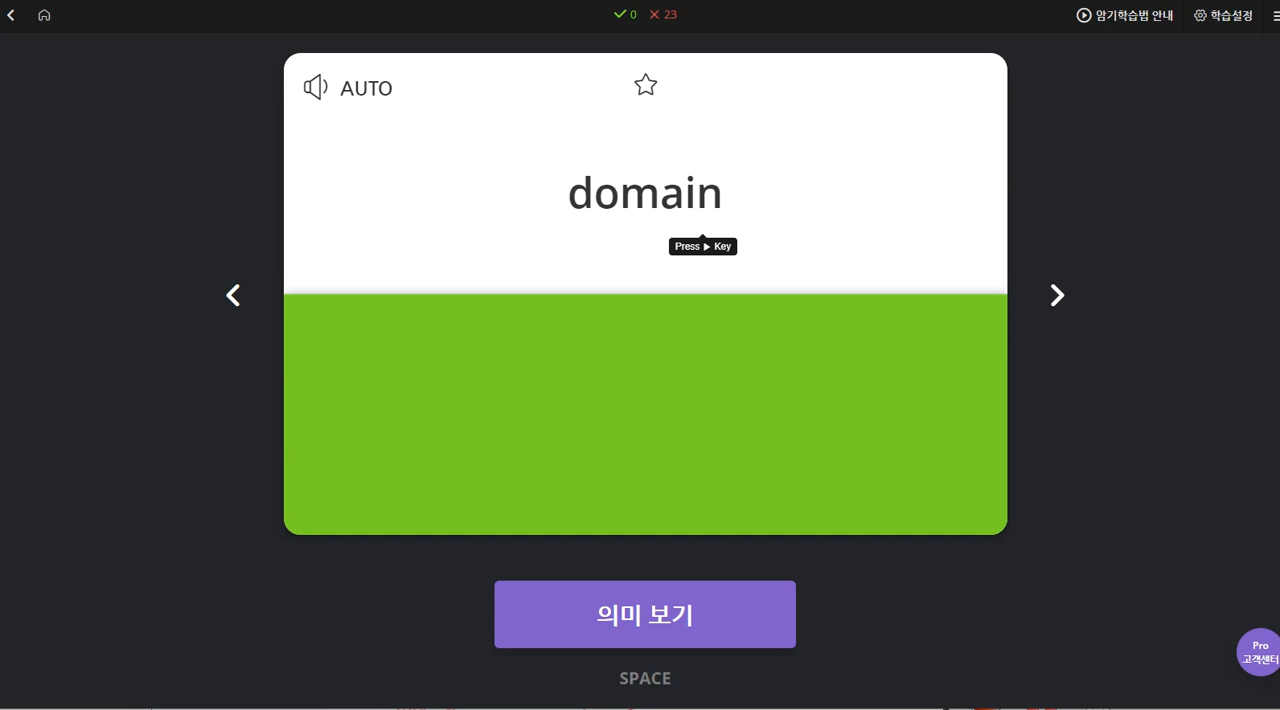 0 23 암기학습법 안내 학습설정
AUTO
domain
Press ▶ Key
의미 보기
SPACE
Pro
고객센터